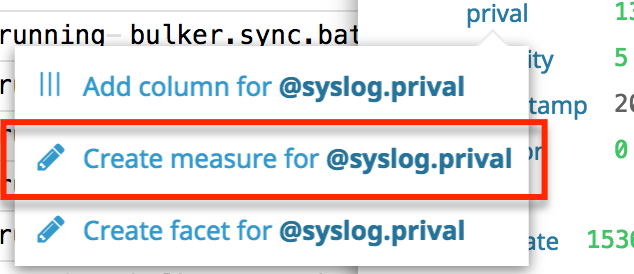 running bulker.sync.bat
prival 13
ity 5
Add column for @syslog.prival
tamp 20
Create measure for @syslog.prival
or 0
Create facet for @syslog.prival
ate 1530